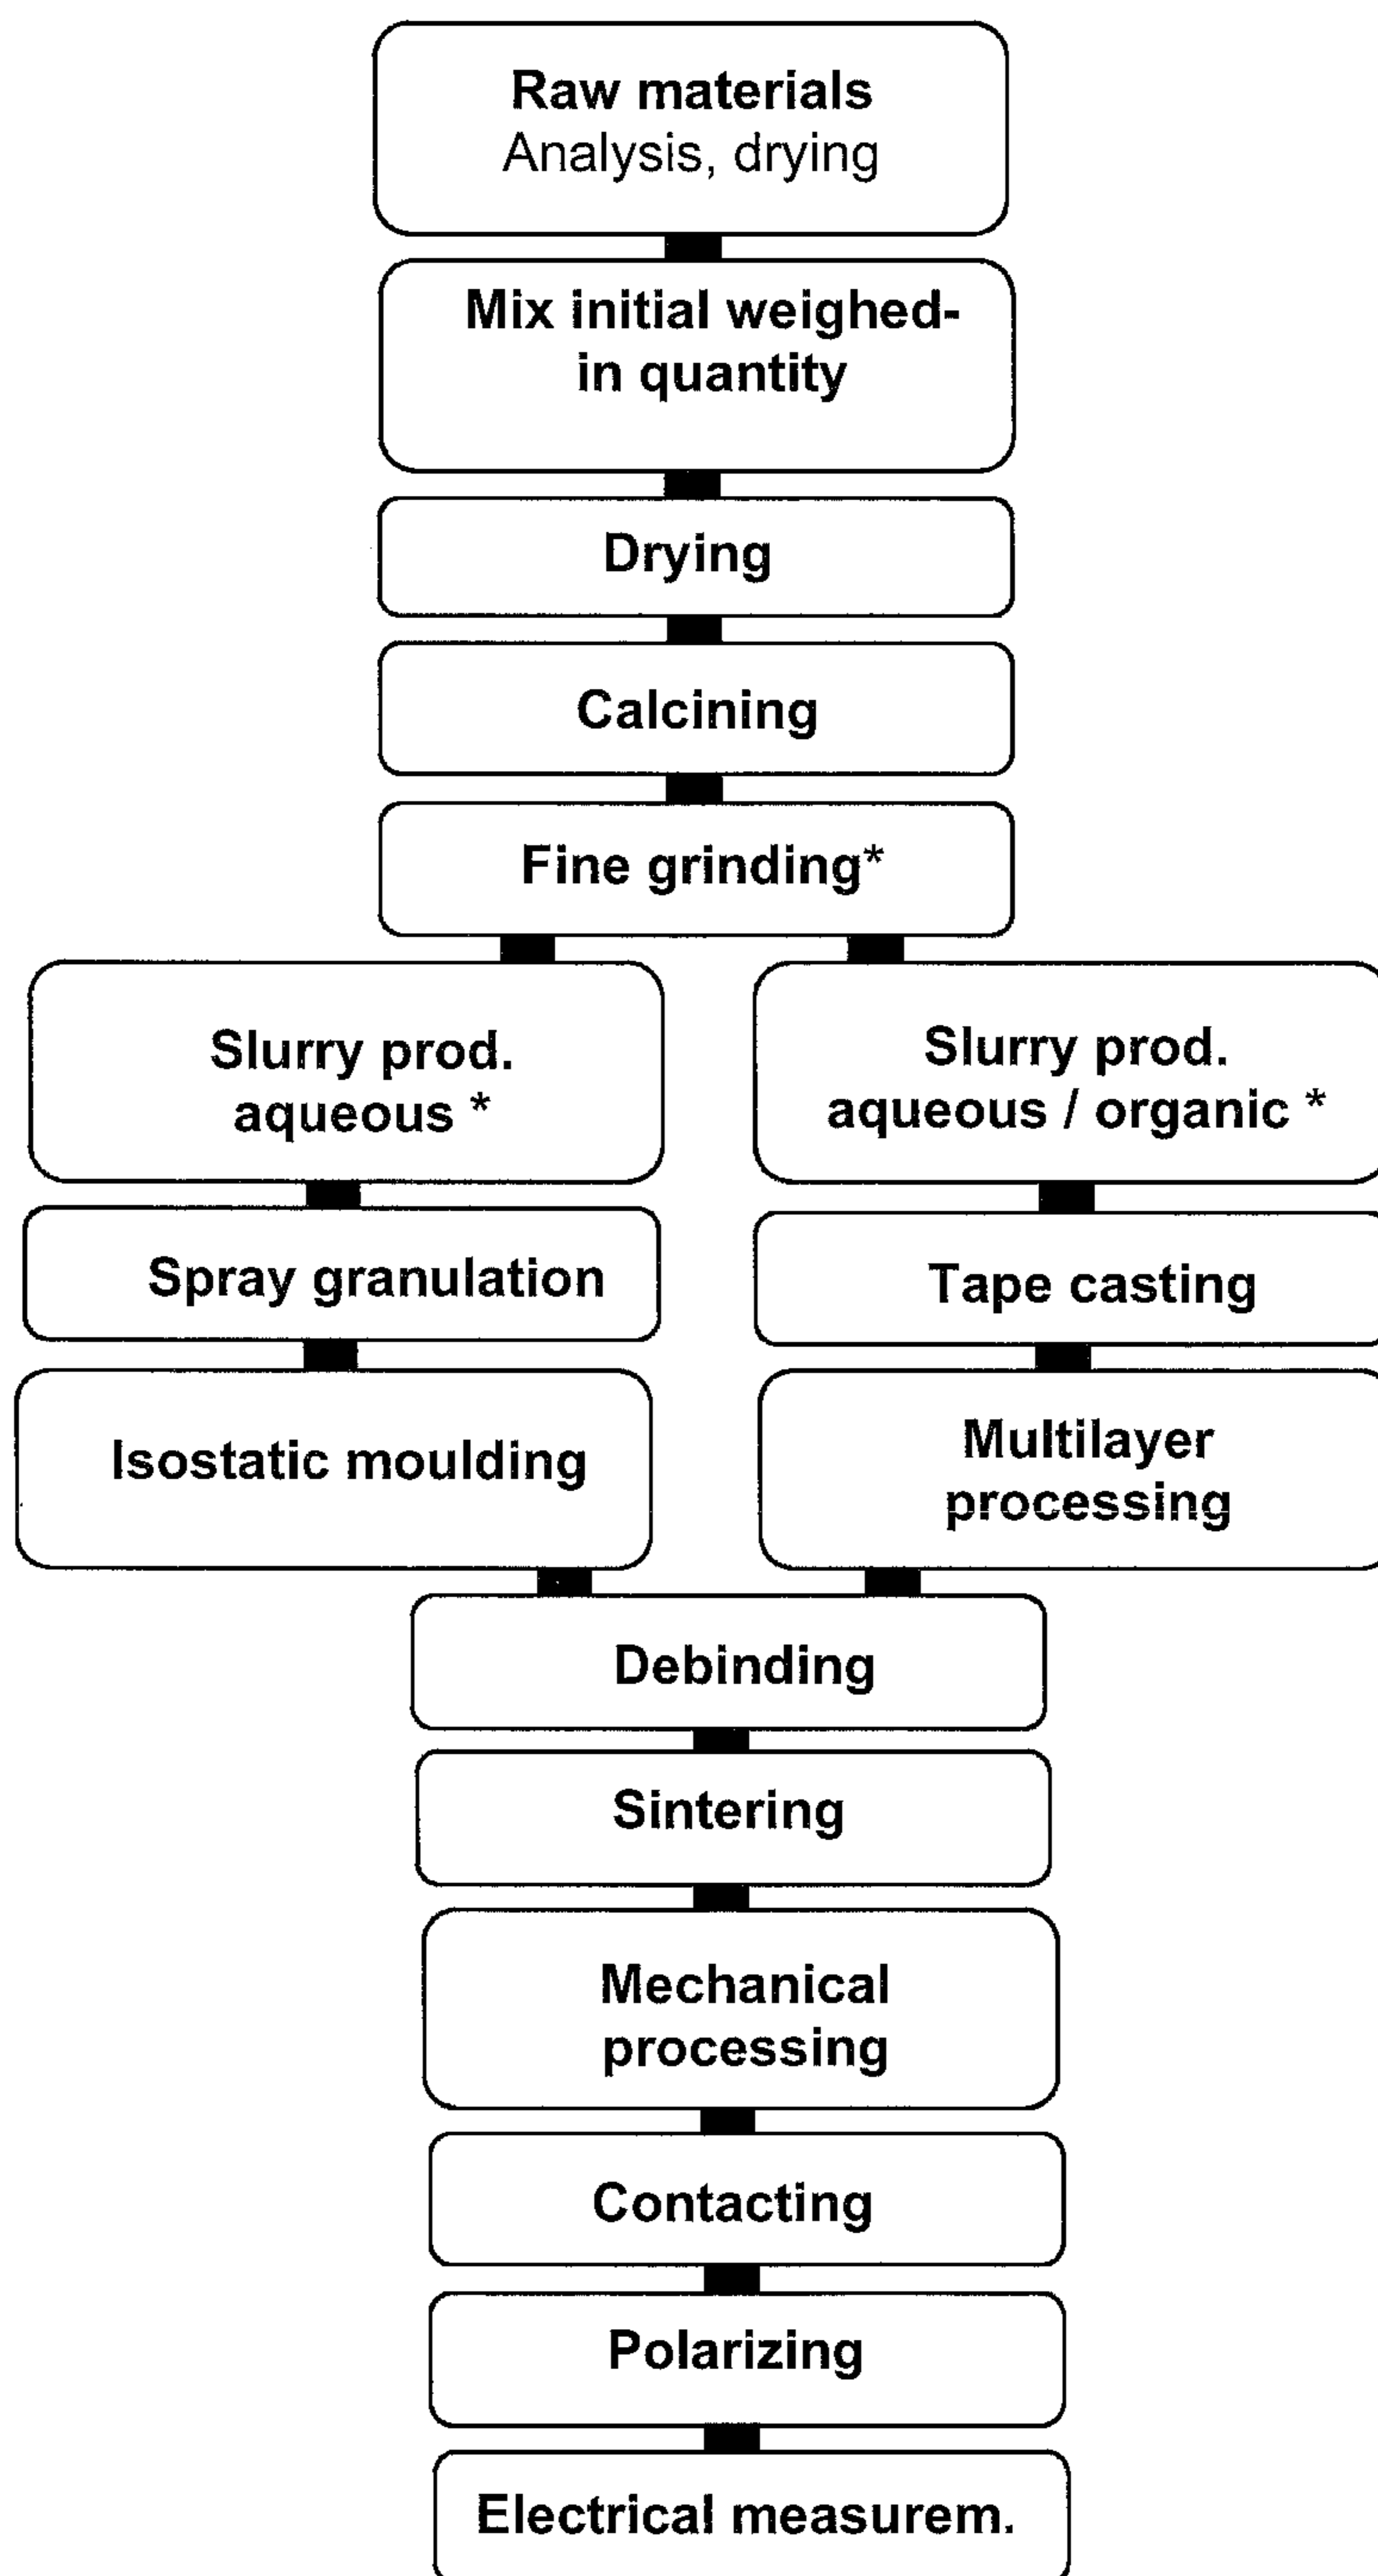 Raw materials
Analysis, drying
Mix initial weighed-
in quantity
Drying
Calcining
Fine grinding*
Slurry prod.
aqueous *
Slurry prod.
aqueous / organic *
Spray granulation
Tape casting
Isostatic moulding
Multilayer
processing
Debinding
Sintering
Mechanical
processing
Contacting
Polarizing
Electrical measurem.